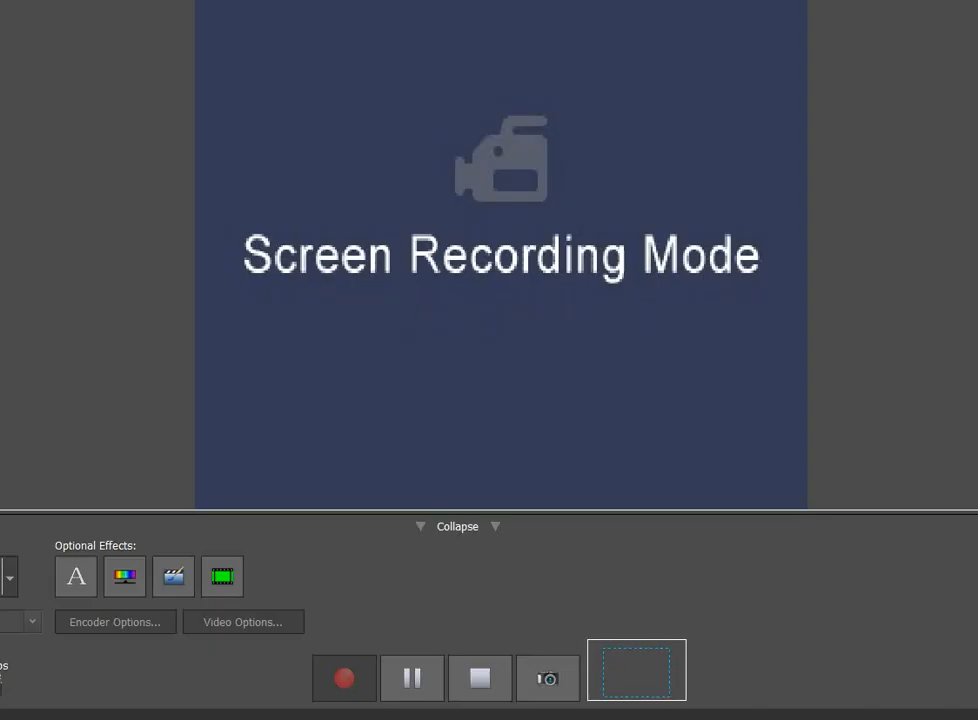 Screen Recording Mode
Collapse
Optional Effects:
A
Encoder Options...
Video Options...